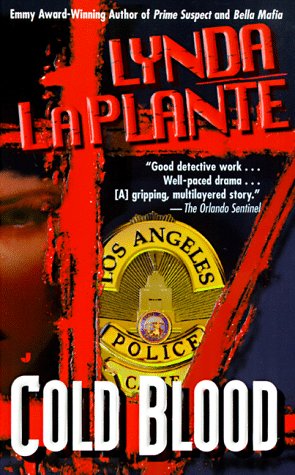 Emmy Award-Winning Author of Prime Suspect and Bella Mafia
LYNDA
LAPLANTE
"Good detective work . . .
Well-paced drama . . .
[A] gripping, multilayered story."
— The Orlando Sentinel
LOS ANGELES
POLICE
COLD BLOOD